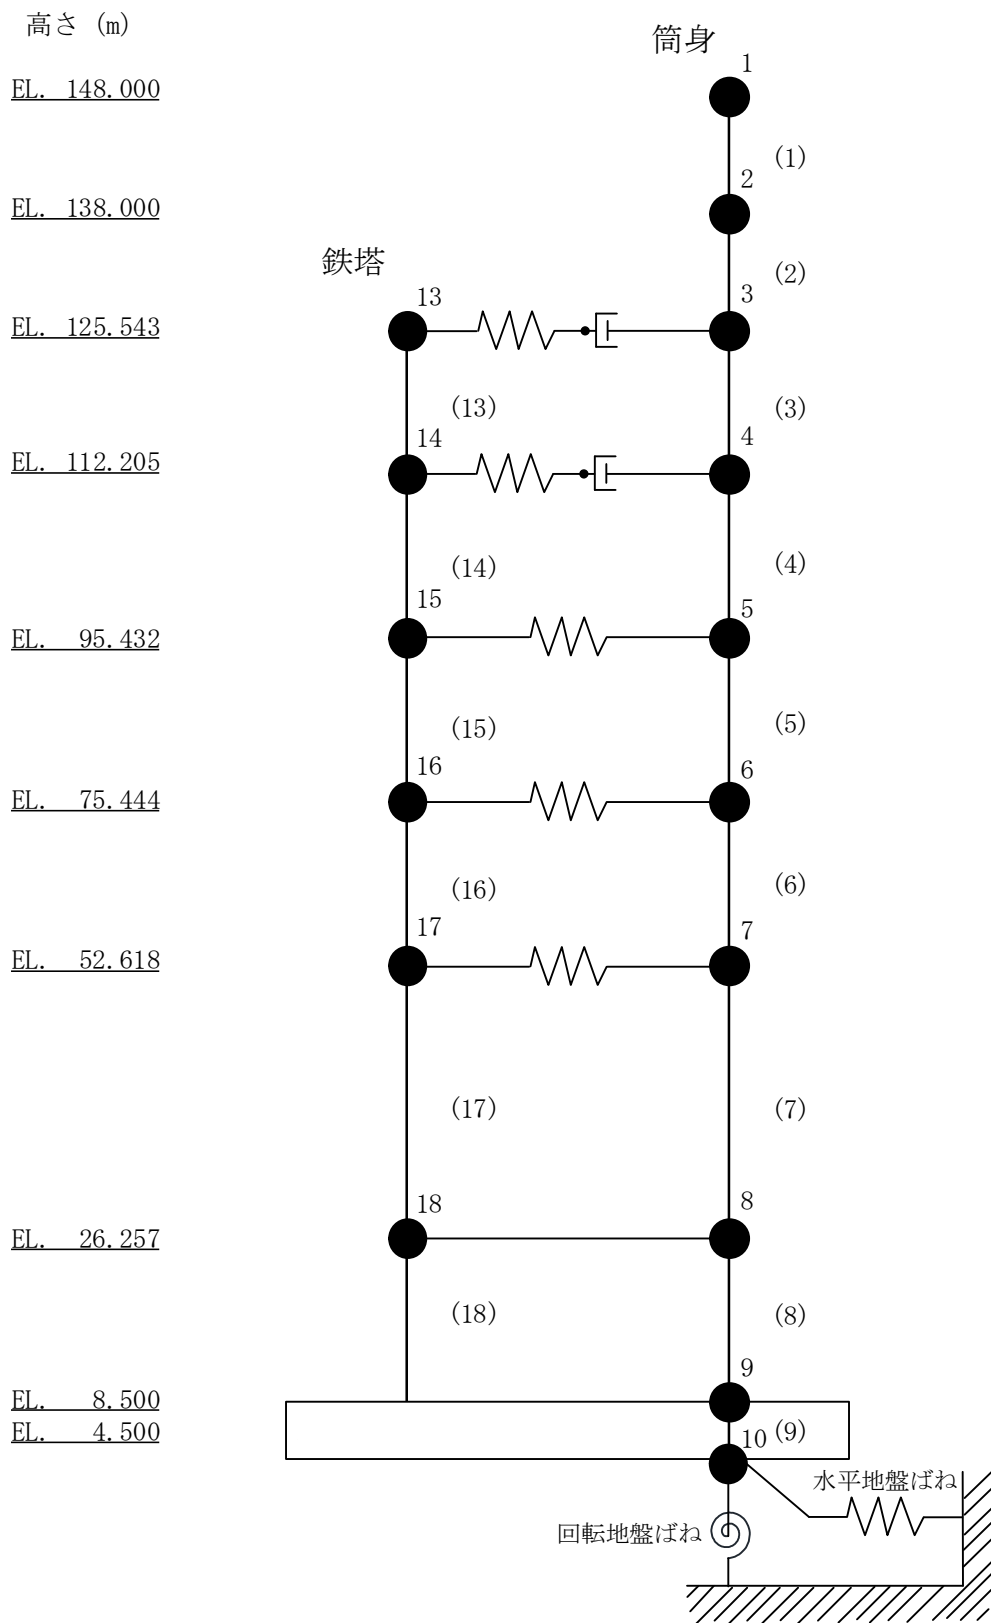 高さ (m)
筒身
1
EL. 148.000
(1)
2
EL. 138.000
鉄塔
(2)
13
3
EL. 125.543
(13)
(3)
14
4
EL. 112.205
(14)
(4)
15
5
EL. 95.432
(15)
(5)
16
6
EL. 75.444
(16)
(6)
17
7
EL. 52.618
(17)
(7)
18
8
EL. 26.257
(18)
(8)
9
EL. 8.500
EL. 4.500
10
(9)
水平地盤ばね
回転地盤ばね